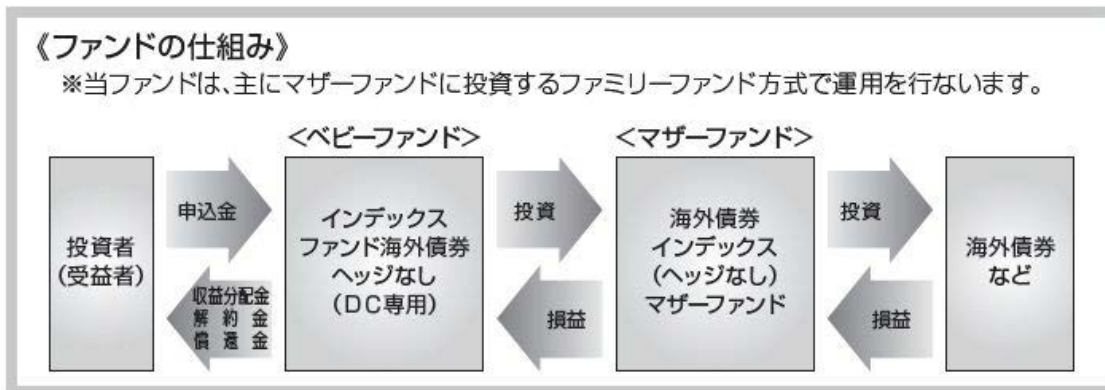 《ファンドの仕組み》
※当ファンドは、主にマザーファンドに投資するファミリーファンド方式で運用を行ないます。
＜ベビーファンド＞
＜マザーファンド＞
投資者
（受益者）
申込金
収益分配金
解約金
償還金
インデックス
ファンド海外債券
ヘッジなし
（DC専用）
投資
損益
海外債券
インデックス
（ヘッジなし）
マザーファンド
投資
損益
海外債券
など